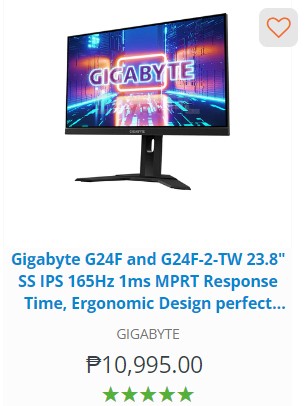 GIGABYTE
GIGABYTE
Gigabyte G24F and G24F-2-TW 23.8"
SS IPS 165Hz 1ms MPRT Response
Time, Ergonomic Design perfect...
GIGABYTE
₱10,995.00